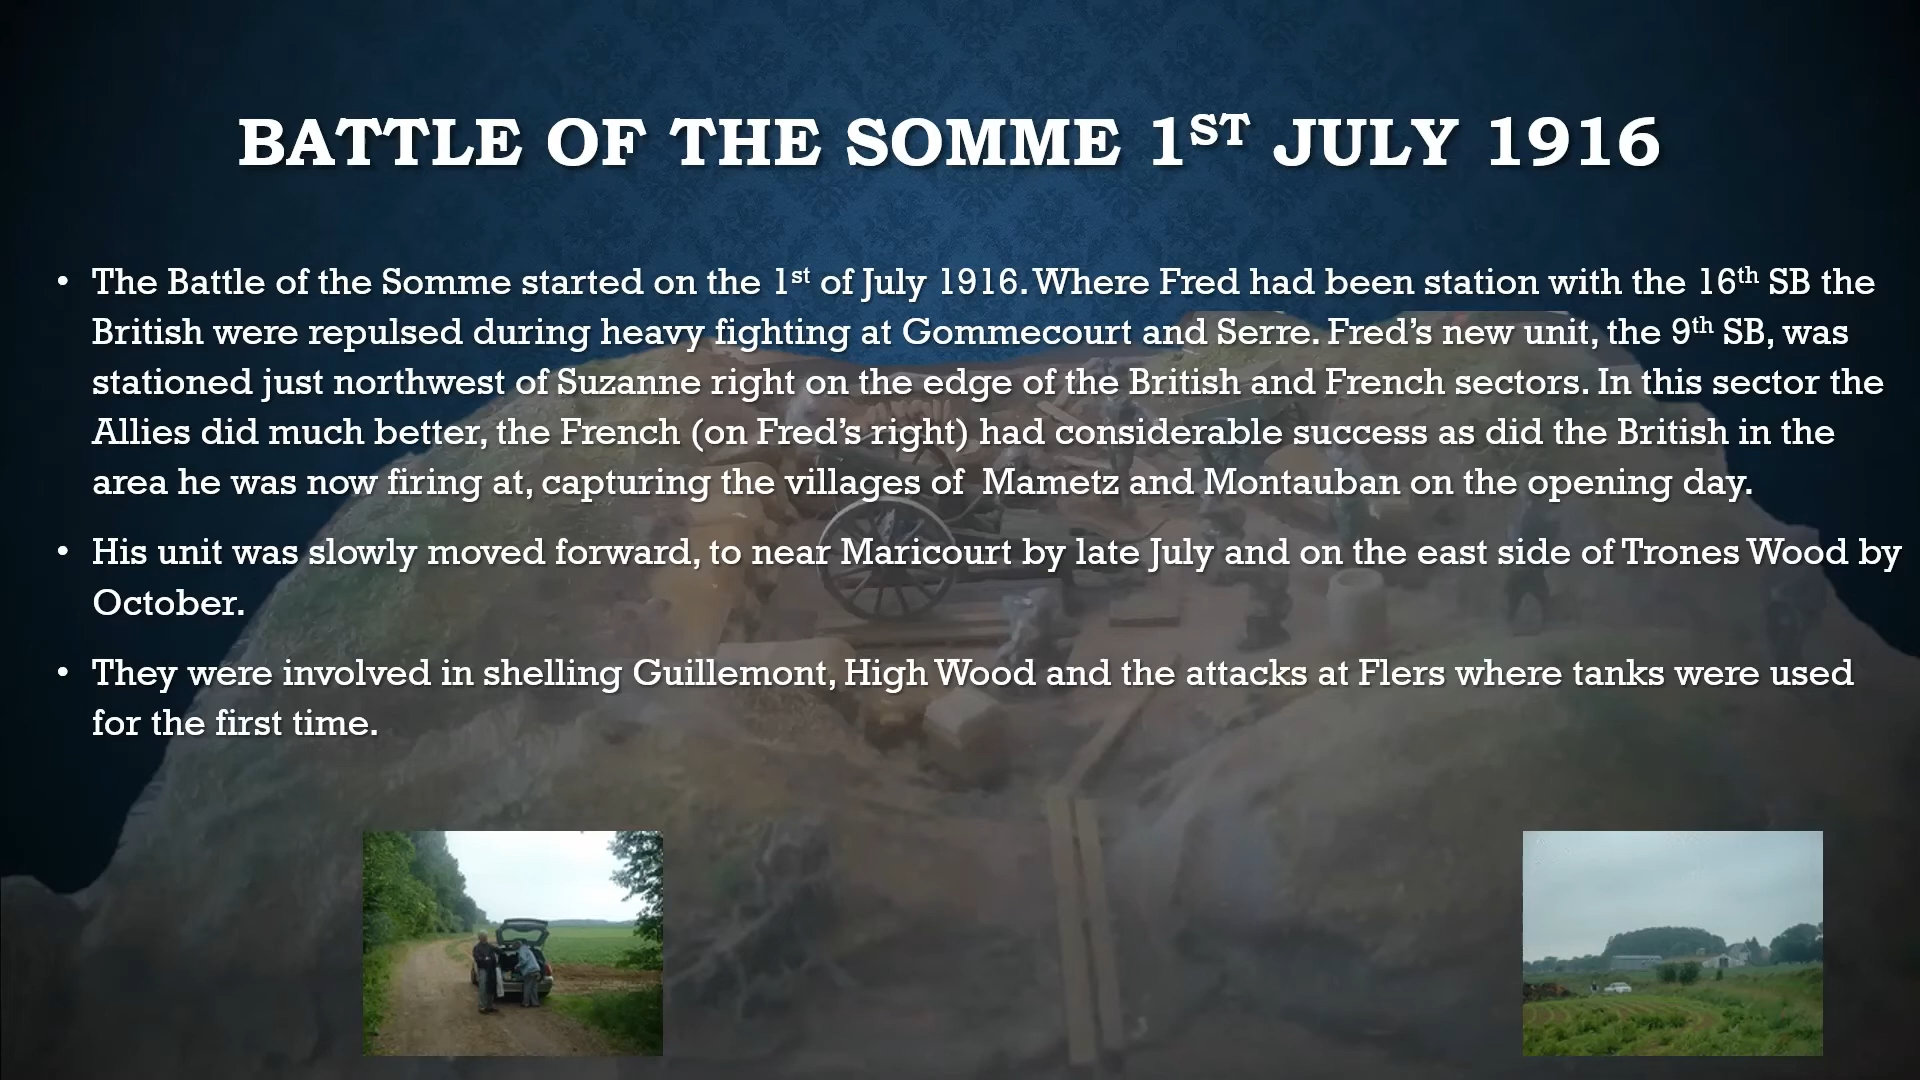 BATTLE OF THE SOMME 1ST JULY 1916
• The Battle of the Somme started on the 1st of July 1916. Where Fred had been station with the 16th SB the
British were repulsed during heavy fighting at Gommecourt and Serre. Fred's new unit, the 9th SB, was
stationed just northwest of Suzanne right on the edge of the British and French sectors. In this sector the
Allies did much better, the French (on Fred's right) had considerable success as did the British in the
area he was now firing at, capturing the villages of Mametz and Montauban on the opening day.
• His unit was slowly moved forward, to near Maricourt by late July and on the east side of Trones Wood by
October.
• They were involved in shelling Guillemont, High Wood and the attacks at Flers where tanks were used
for the first time.